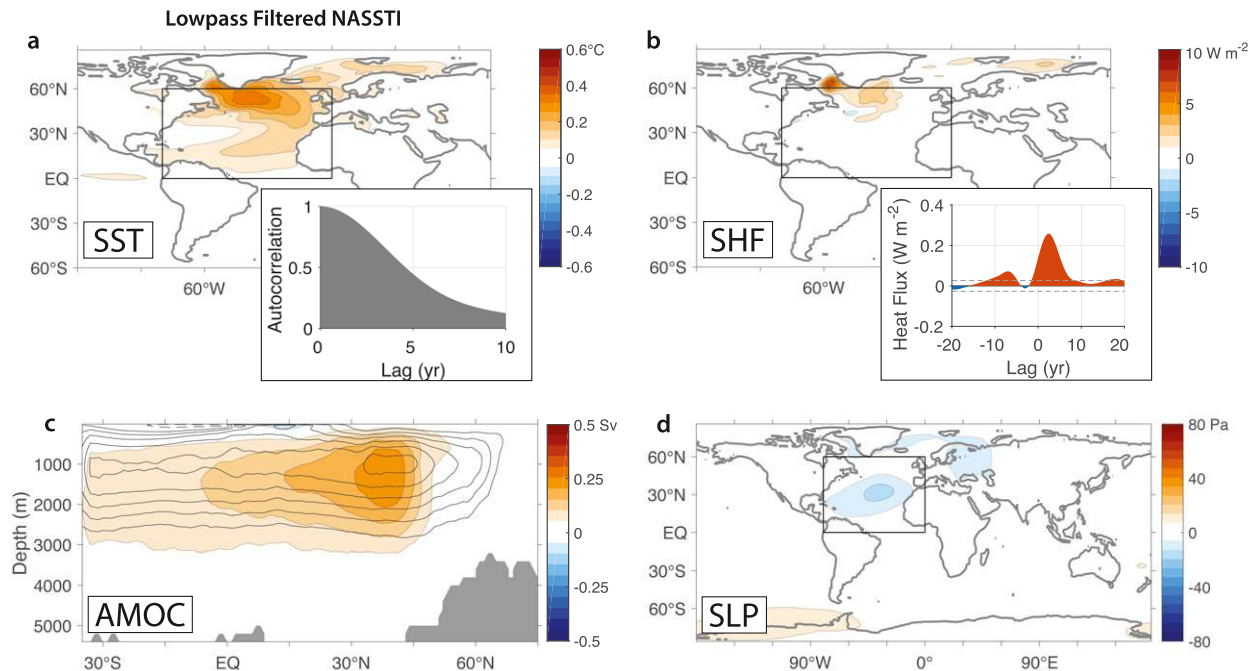 Lowpass Filtered NASSTI
a
60°N
30°N
EQ
30°S
60°S
60°W
SST
0.6°C
0.4
0.2
0
-0.2
-0.4
-0.6
Autocorrelation
1
0.5
0
0
5
10
Lag (yr)
b
60°N
30°N
EQ
30°S
60°S
60°W
SHF
10 W m⁻²
5
0
-5
-10
Heat Flux (W m⁻²)
0.4
0.2
0
-0.2
-20
-10
0
10
20
Lag (yr)
c
Depth (m)
1000
2000
3000
4000
5000
AMOC
30°S
EQ
30°N
60°N
0.5 Sv
0.25
0
-0.25
-0.5
d
60°N
30°N
EQ
30°S
60°S
SLP
90°W
0°
90°E
80 Pa
40
0
-40
-80